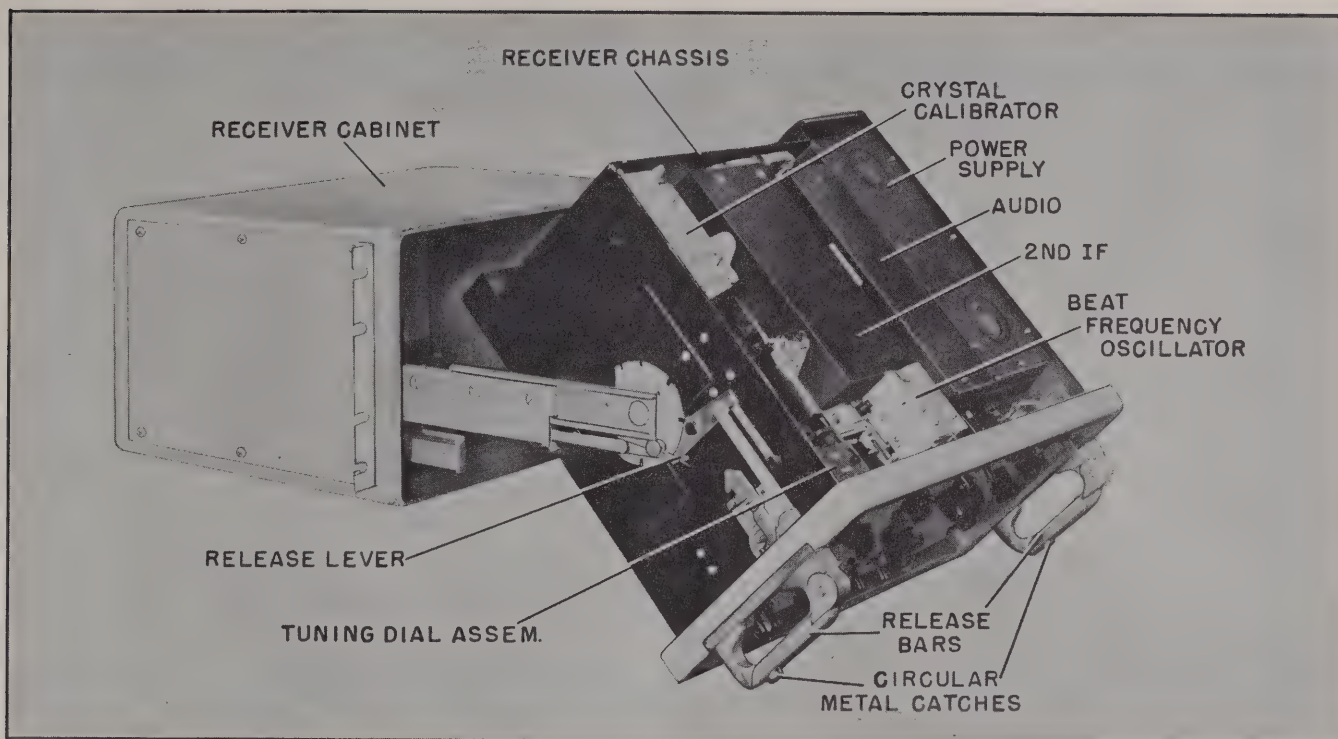 RECEIVER CHASSIS
CRYSTAL
CALIBRATOR
RECEIVER CABINET
POWER
SUPPLY
AUDIO
2ND IF
BEAT
FREQUENCY
OSCILLATOR
RELEASE LEVER
TUNING DIAL ASSEM.
RELEASE
BARS
CIRCULAR
METAL CATCHES